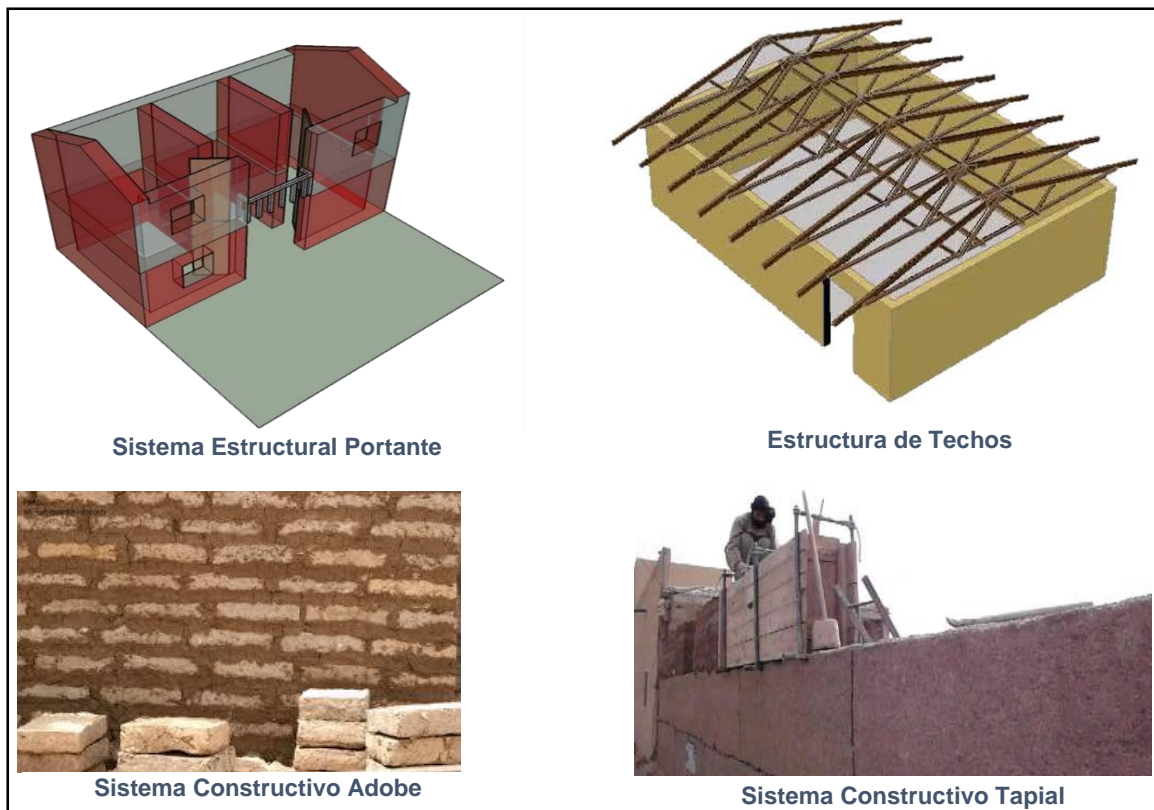 Sistema Estructural Portante
Estructura de Techos
Sistema Constructivo Adobe
Sistema Constructivo Tapial